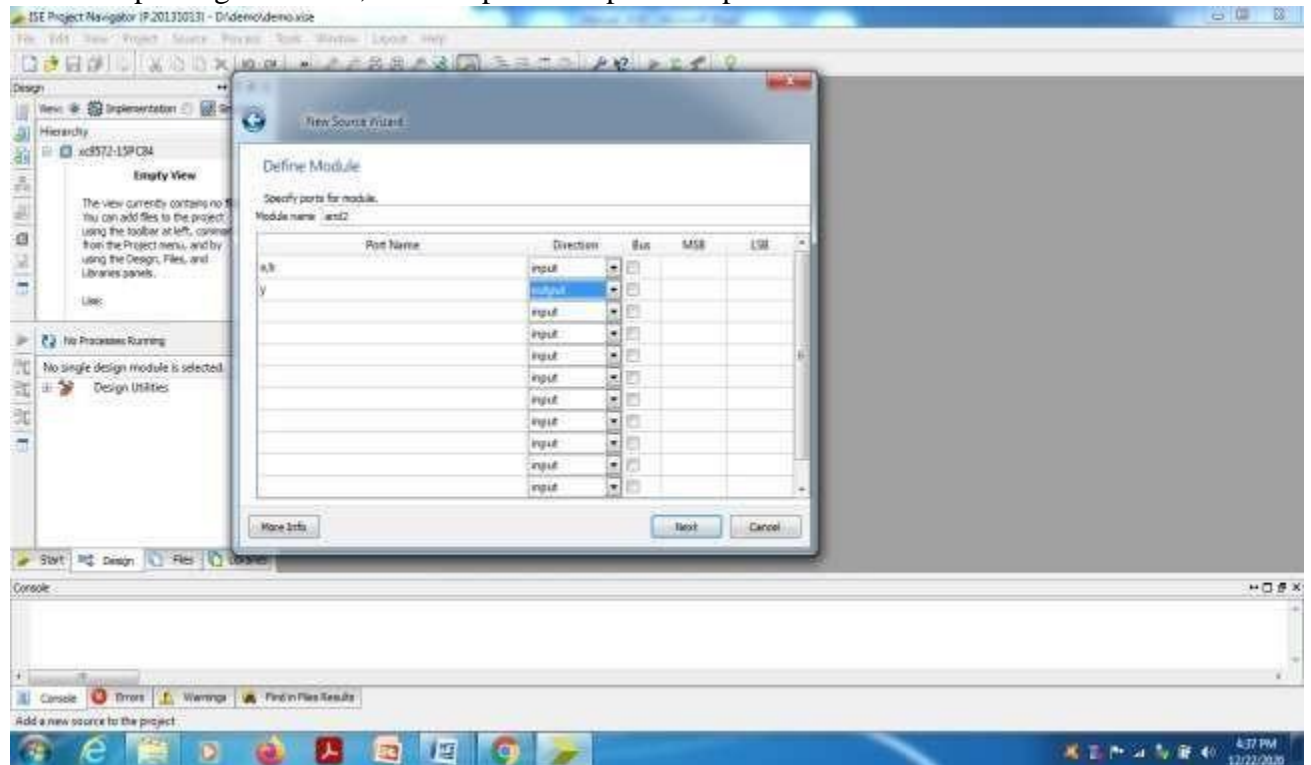 ISE Project Navigator (P.20131013) - D:\demo\demo.xise
File Edit View Project Source Process Tools Window Layout Help
Design
View: Implementation
Hierarchy
xc9572-15PC84
Empty View
The view currently contains no
You can add files to the project
using the toolbar at left,
from the Project menu, and by
using the Design, Files, and
Libraries panels.
Use:
No Processes Running
No single design module is selected.
Design Utilities
New Source Wizard
Define Module
Specify ports for module.
Module name and2
Port Name Direction Bus MSB LSB
a,b input
y output
input
input
input
input
input
input
input
input
input
More Info Next Cancel
Start Design Files Libraries
Console
Console Errors Warnings Find in Files Results
Add a new source to the project
4:37 PM
12/22/2020